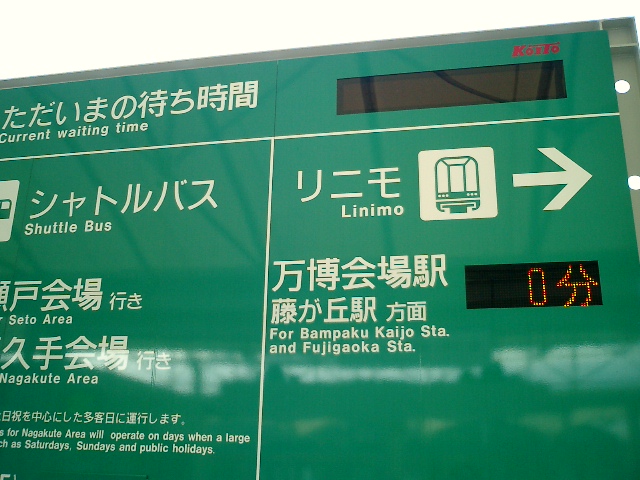 KoxTo
ただいまの待ち時間
Current waiting time
シャトルバス
Shuttle Bus
リニモ
Linimo
瀬戸会場 行き
Seto Area
久手会場 行き
Nagakute Area
日祝を中心にした多客日に運行します。
for Nagakute Area will operate on days when a large
such as Saturdays, Sundays and public holidays.
万博会場駅
藤が丘駅 方面
For Bampaku Kaijo Sta.
and Fujigaoka Sta.
0分